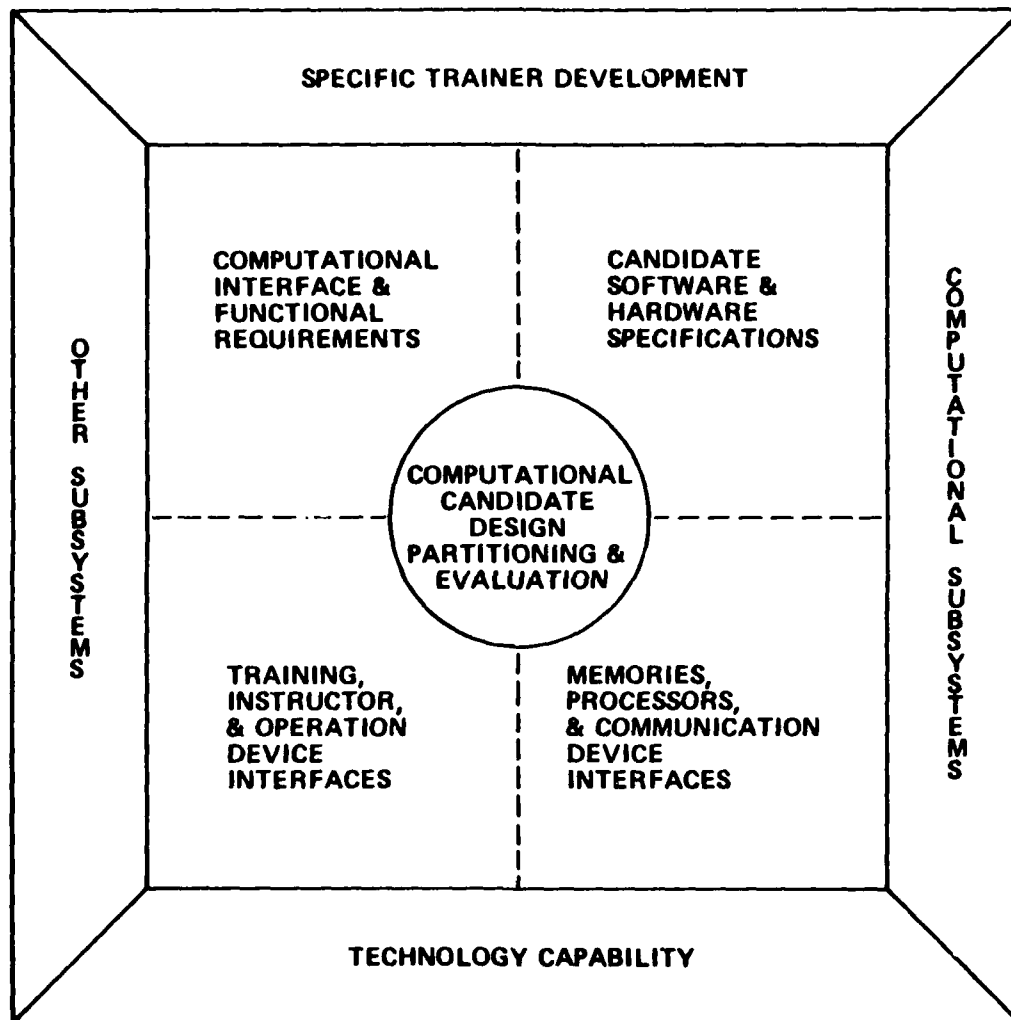 SPECIFIC TRAINER DEVELOPMENT
OTHER SUBSYSTEMS
COMPUTATIONAL
INTERFACE &
FUNCTIONAL
REQUIREMENTS
CANDIDATE
SOFTWARE &
HARDWARE
SPECIFICATIONS
COMPUTATIONAL
CANDIDATE
DESIGN
PARTITIONING &
EVALUATION
TRAINING,
INSTRUCTOR,
& OPERATION
DEVICE
INTERFACES
MEMORIES,
PROCESSORS,
& COMMUNICATION
DEVICE
INTERFACES
COMPUTATIONAL SUBSYSTEMS
TECHNOLOGY CAPABILITY